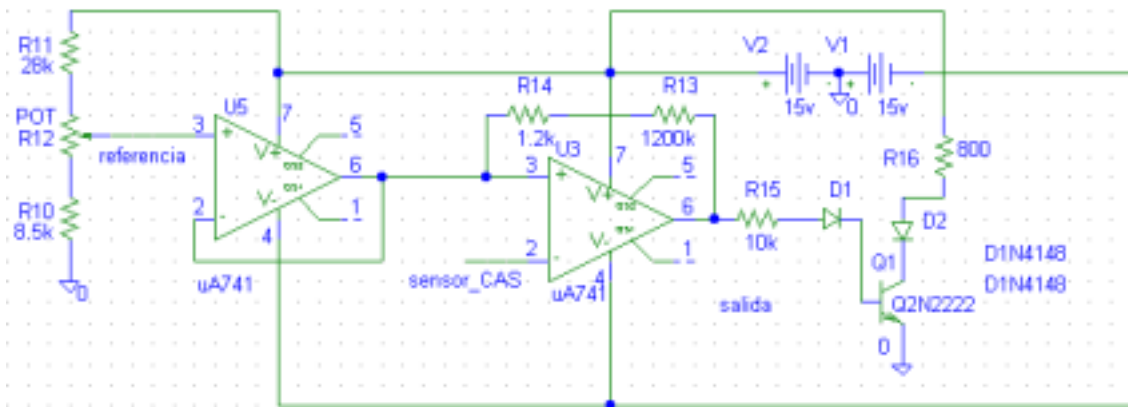 R11
28k
POT
R12
R10
8.5k
0
referencia
U5
3
+
2
-
7
V+
5
6
1
V-
4
uA741
R14
1.2k
R13
1200k
U3
3
+
2
-
7
V+
5
6
1
V-
4
uA741
sensor_CAS
R15
10k
D1
salida
V2
+
15v
-
0
V1
+
15v
-
R16
800
D2
Q1
Q2N2222
0
D1N4148
D1N4148